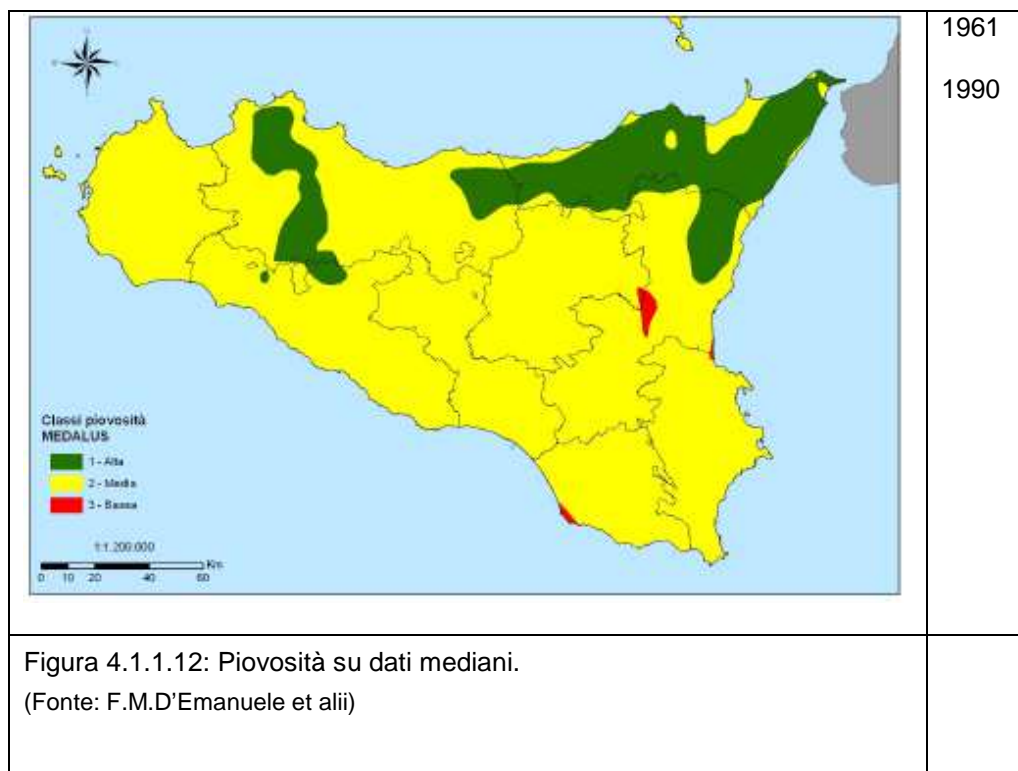 1961
1990
Classi piovosità
MEDALUS
1 - Alta
2 - Media
3 - Bassa
1:1.200.000
Km
0 10 20 40 60
Figura 4.1.1.12: Piovosità su dati mediani.
(Fonte: F.M.D'Emanuele et alii)